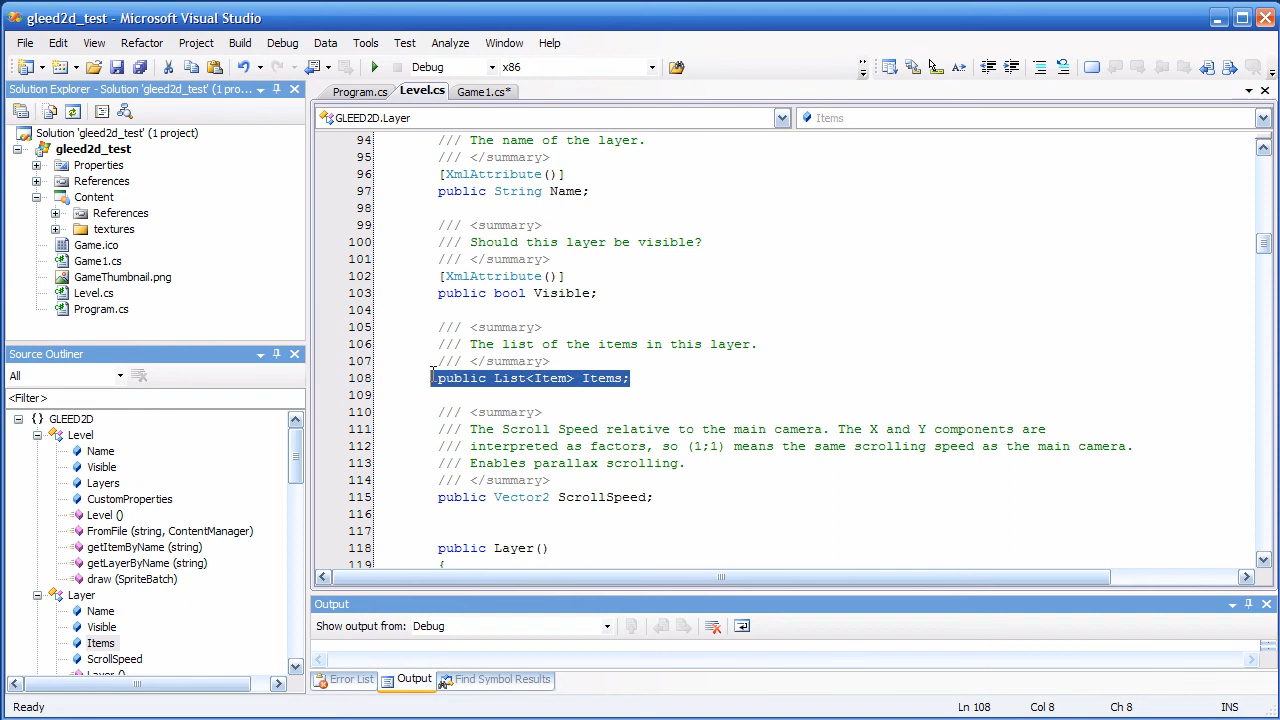 gleed2d_test - Microsoft Visual Studio
File Edit View Refactor Project Build Debug Data Tools Test Analyze Window Help
Debug x86
Solution Explorer - Solution 'gleed2d_test' (1 pro...
Program.cs Level.cs Game1.cs*
GLEED2D.Layer Items
Solution 'gleed2d_test' (1 project)
gleed2d_test
Properties
References
Content
References
textures
Game.ico
Game1.cs
GameThumbnail.png
Level.cs
Program.cs
Source Outliner
All
<Filter>
GLEED2D
Level
Name
Visible
Layers
CustomProperties
Level ()
FromFile (string, ContentManager)
getItemByName (string)
getLayerByName (string)
draw (SpriteBatch)
Layer
Name
Visible
Items
ScrollSpeed
Layer ()
94 /// The name of the layer.
95 /// </summary>
96 [XmlAttribute()]
97 public String Name;
98
99 /// <summary>
100 /// Should this layer be visible?
101 /// </summary>
102 [XmlAttribute()]
103 public bool Visible;
104
105 /// <summary>
106 /// The list of the items in this layer.
107 /// </summary>
108 public List<Item> Items;
109
110 /// <summary>
111 /// The Scroll Speed relative to the main camera. The X and Y components are
112 /// interpreted as factors, so (1;1) means the same scrolling speed as the main camera.
113 /// Enables parallax scrolling.
114 /// </summary>
115 public Vector2 ScrollSpeed;
116
117
118 public Layer()
119 {
Output
Show output from: Debug
Error List Output Find Symbol Results
Ready Ln 108 Col 8 Ch 8 INS